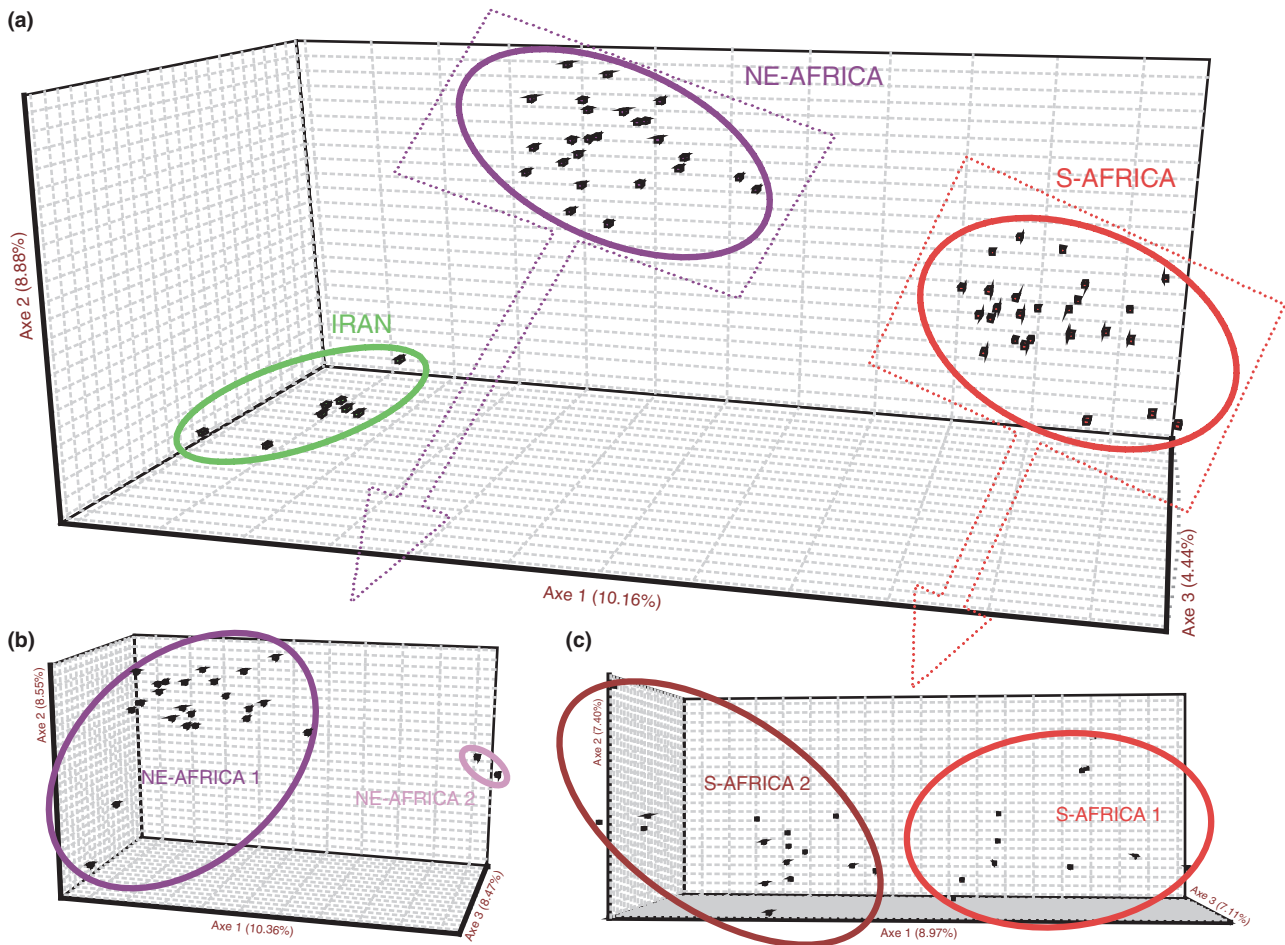 (a)
NE-AFRICA
S-AFRICA
IRAN
Axe 2 (8.88%)
Axe 1 (10.16%)
Axe 3 (4.44%)
(b)
NE-AFRICA 1
NE-AFRICA 2
Axe 2 (8.55%)
Axe 1 (10.36%)
Axe 3 (8.47%)
(c)
S-AFRICA 2
S-AFRICA 1
Axe 2 (7.40%)
Axe 1 (8.97%)
Axe 3 (7.11%)